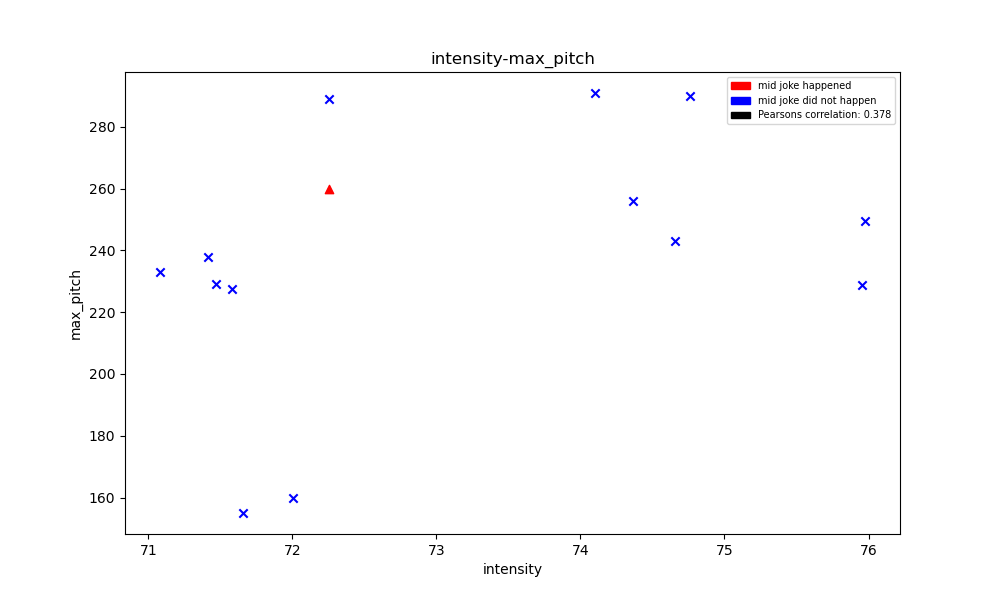 intensity-max_pitch
mid joke happened
mid joke did not happen
Pearsons correlation: 0.378
280
260
240
220
200
180
160
max_pitch
71 72 73 74 75 76
intensity